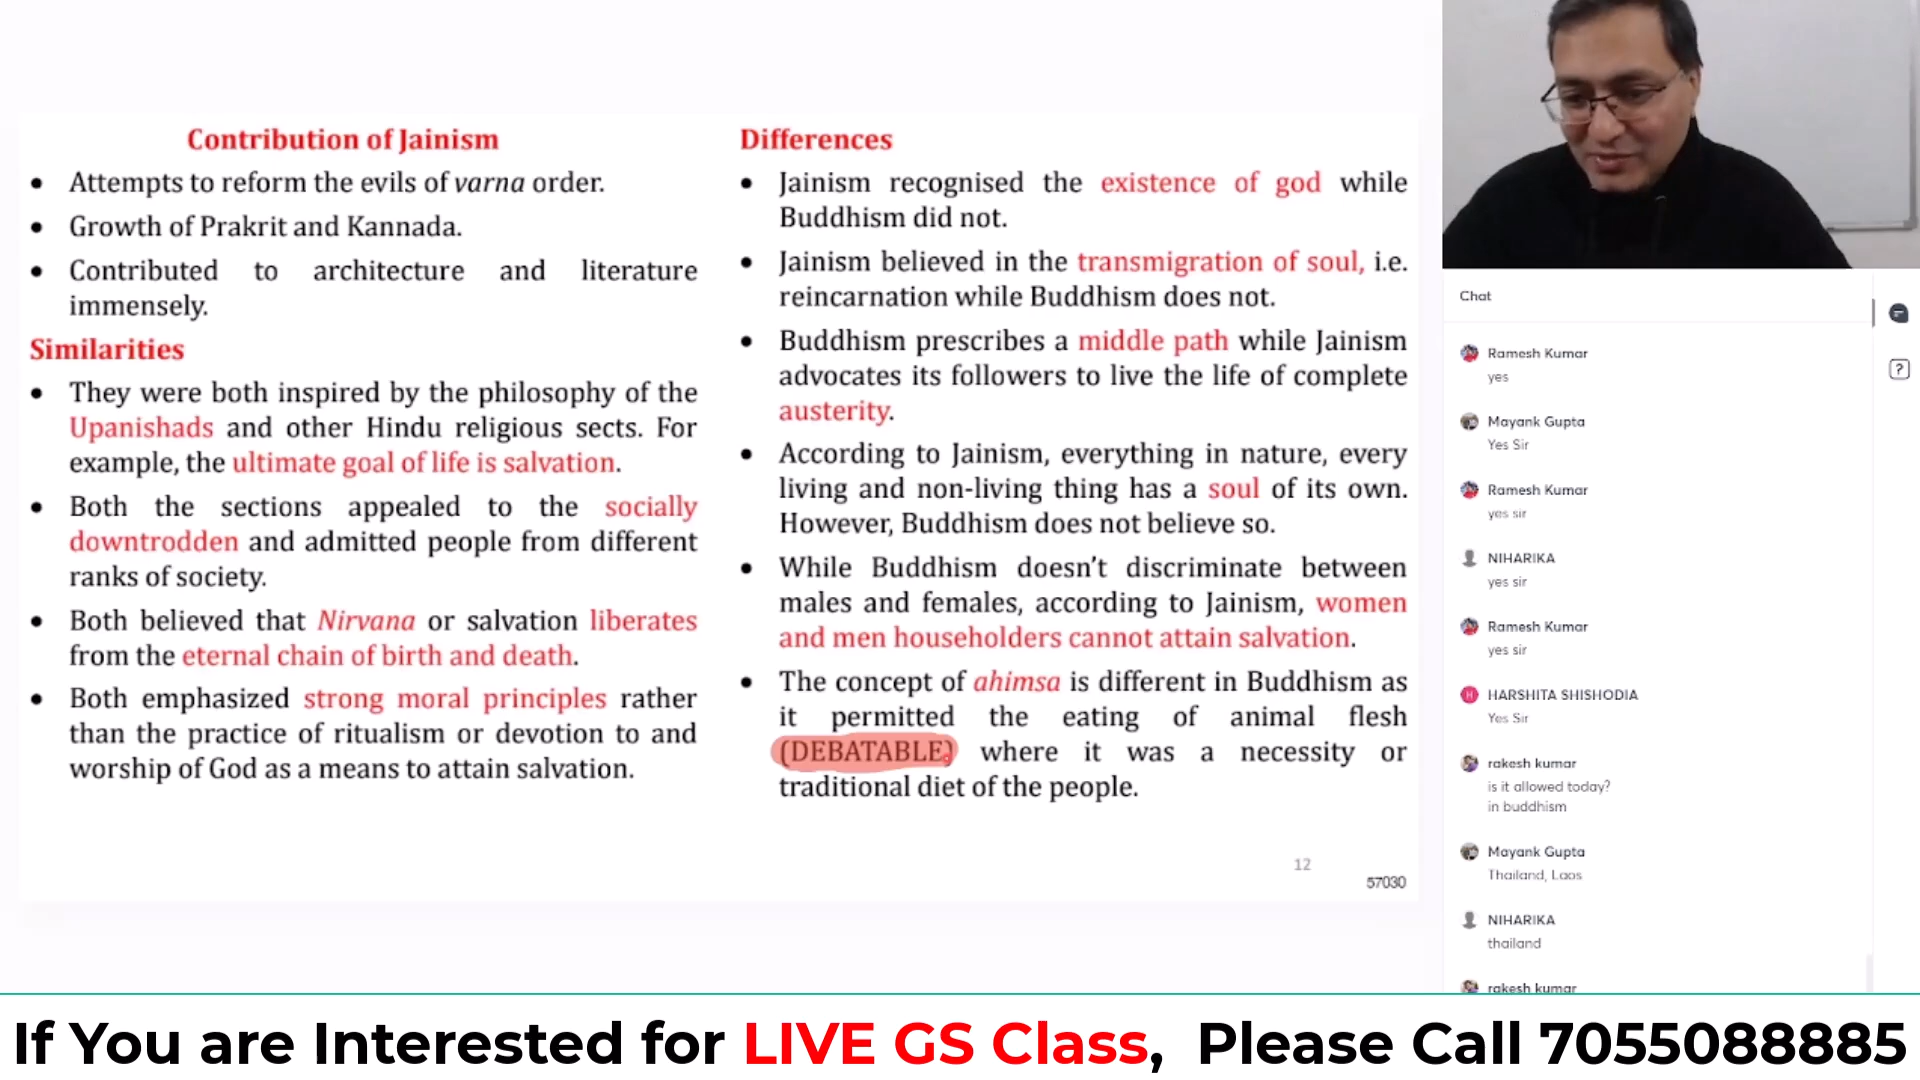 Contribution of Jainism
• Attempts to reform the evils of varna order.
• Growth of Prakrit and Kannada.
• Contributed to architecture and literature
immensely.
Similarities
• They were both inspired by the philosophy of the
Upanishads and other Hindu religious sects. For
example, the ultimate goal of life is salvation.
• Both the sections appealed to the socially
downtrodden and admitted people from different
ranks of society.
• Both believed that Nirvana or salvation liberates
from the eternal chain of birth and death.
• Both emphasized strong moral principles rather
than the practice of ritualism or devotion to and
worship of God as a means to attain salvation.
Differences
• Jainism recognised the existence of god while
Buddhism did not.
• Jainism believed in the transmigration of soul, i.e.
reincarnation while Buddhism does not.
• Buddhism prescribes a middle path while Jainism
advocates its followers to live the life of complete
austerity.
• According to Jainism, everything in nature, every
living and non-living thing has a soul of its own.
However, Buddhism does not believe so.
• While Buddhism doesn't discriminate between
males and females, according to Jainism, women
and men householders cannot attain salvation.
• The concept of ahimsa is different in Buddhism as
it permitted the eating of animal flesh
(DEBATABLE) where it was a necessity or
traditional diet of the people.
12
57030
Chat
Ramesh Kumar
yes
Mayank Gupta
Yes Sir
Ramesh Kumar
yes sir
NIHARIKA
yes sir
Ramesh Kumar
yes sir
H HARSHITA SHISHODIA
Yes Sir
rakesh kumar
is it allowed today?
in buddhism
Mayank Gupta
Thailand, Laos
NIHARIKA
thailand
rakesh kumar
?
If You are Interested for LIVE GS Class, Please Call 7055088885